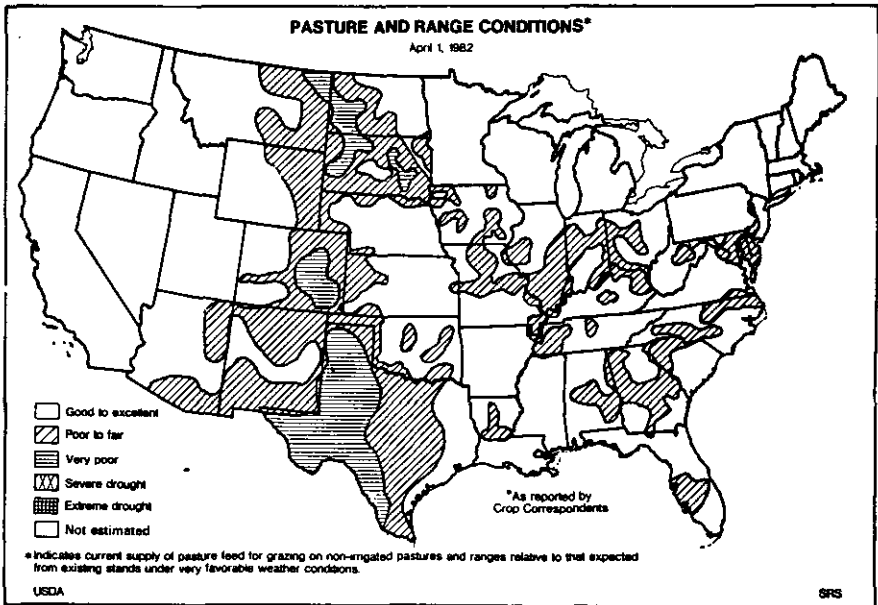 PASTURE AND RANGE CONDITIONS*
April 1, 1982
Good to excellent
Poor to fair
Very poor
Severe drought
Extreme drought
Not estimated
*As reported by
Crop Correspondents
*Indicates current supply of pasture feed for grazing on non-irrigated pastures and ranges relative to that expected
from existing stands under very favorable weather conditions.
USDA
SRS